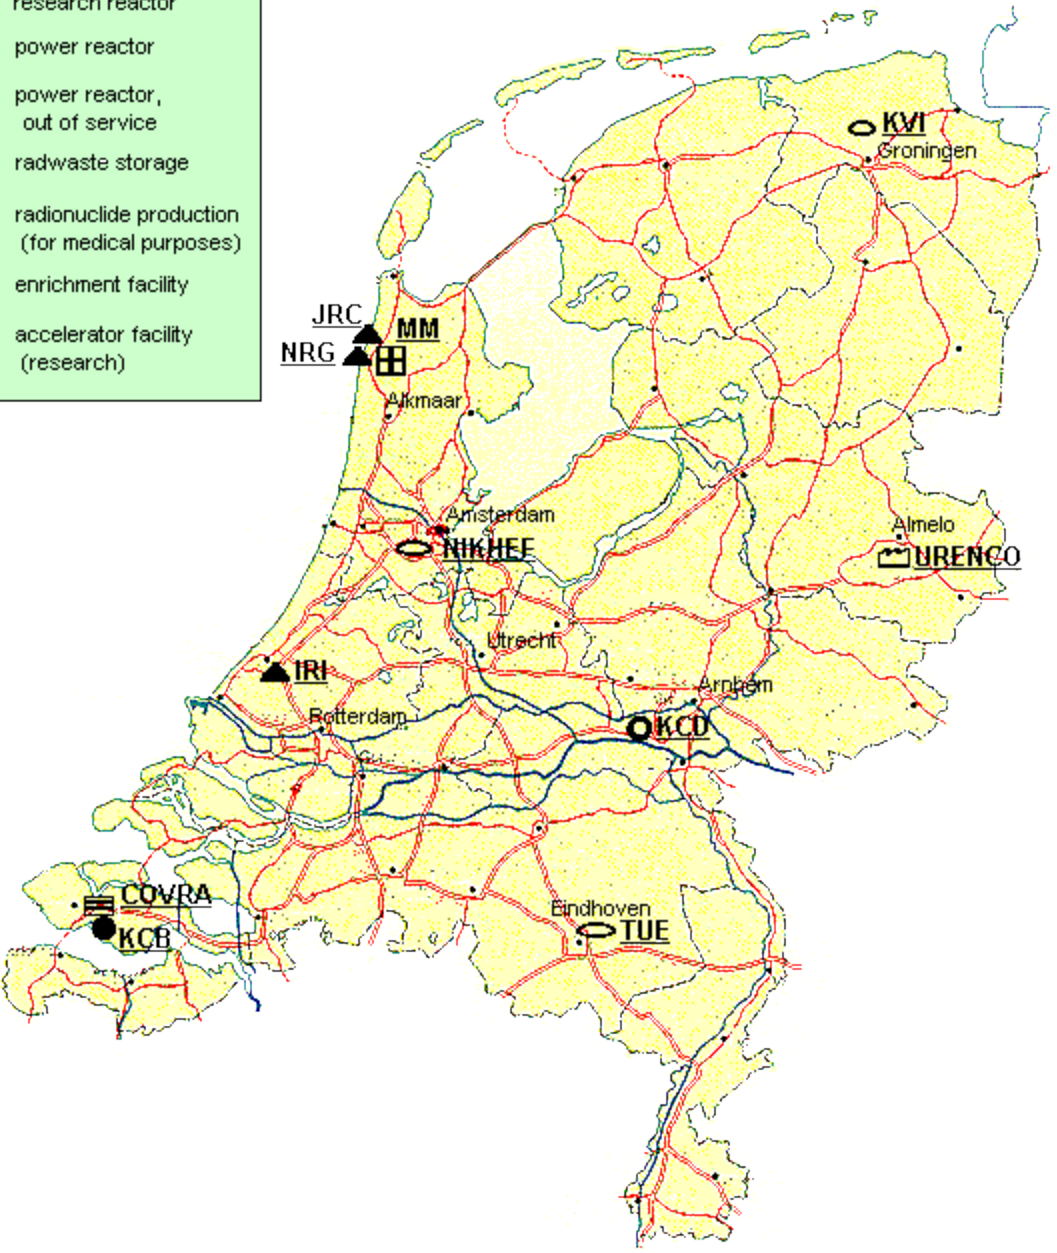 research reactor
power reactor
power reactor,
out of service
radwaste storage
radionuclide production
(for medical purposes)
enrichment facility
accelerator facility
(research)
KVI
Groningen
JRC
MM
NRG
Alkmaar
Amsterdam
NIKHEF
Almelo
URENCO
Utrecht
IRI
Arnhem
Rotterdam
KCD
COVRA
KCB
Eindhoven
TUE